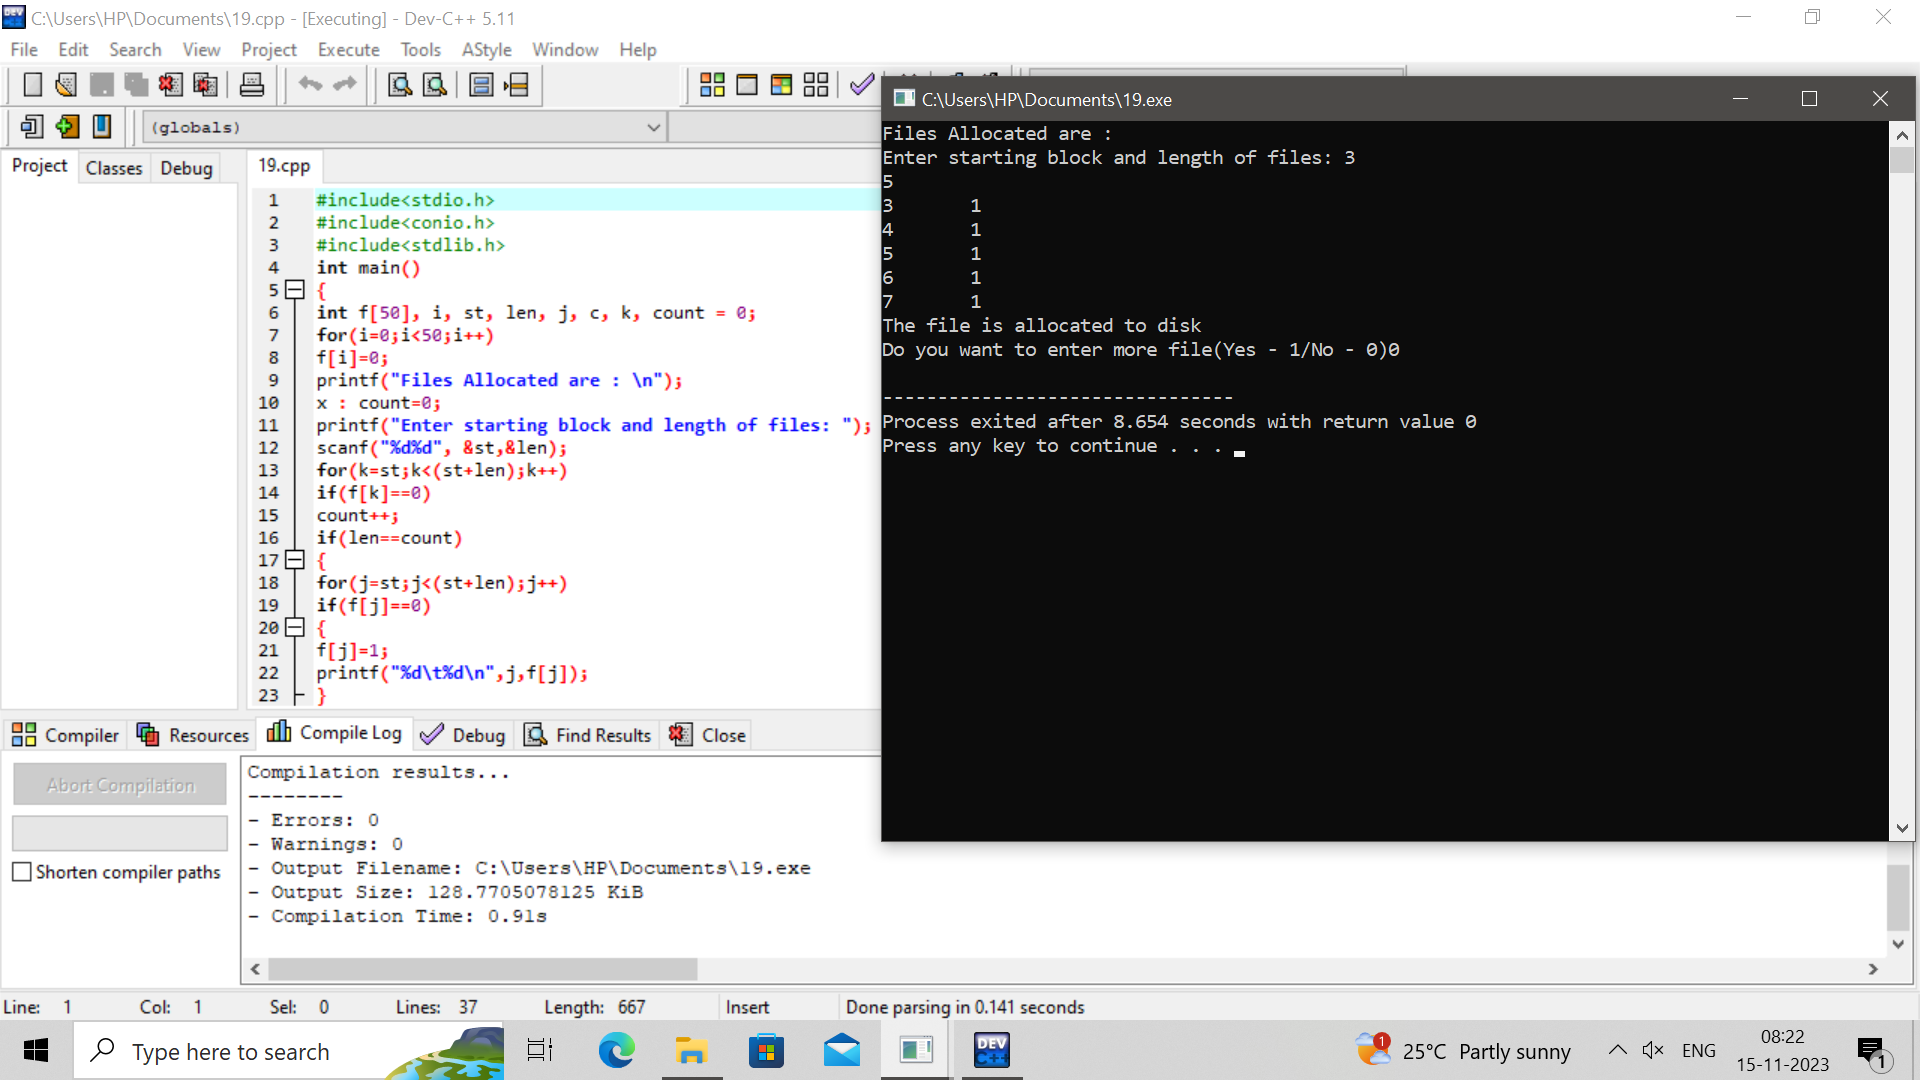 C:\Users\HP\Documents\19.cpp - [Executing] - Dev-C++ 5.11
File Edit Search View Project Execute Tools AStyle Window Help
(globals)
Project Classes Debug
19.cpp
1 #include<stdio.h>
2 #include<conio.h>
3 #include<stdlib.h>
4 int main()
5 {
6 int f[50], i, st, len, j, c, k, count = 0;
7 for(i=0;i<50;i++)
8 f[i]=0;
9 printf("Files Allocated are : \n");
10 x : count=0;
11 printf("Enter starting block and length of files: ");
12 scanf("%d%d", &st,&len);
13 for(k=st;k<(st+len);k++)
14 if(f[k]==0)
15 count++;
16 if(len==count)
17 {
18 for(j=st;j<(st+len);j++)
19 if(f[j]==0)
20 {
21 f[j]=1;
22 printf("%d\t%d\n",j,f[j]);
23 }
C:\Users\HP\Documents\19.exe
Files Allocated are :
Enter starting block and length of files: 3
5
3 1
4 1
5 1
6 1
7 1
The file is allocated to disk
Do you want to enter more file(Yes - 1/No - 0)0
--------------------------------
Process exited after 8.654 seconds with return value 0
Press any key to continue . . .
Compiler Resources Compile Log Debug Find Results Close
Abort Compilation
Shorten compiler paths
Compilation results...
--------
- Errors: 0
- Warnings: 0
- Output Filename: C:\Users\HP\Documents\19.exe
- Output Size: 128.7705078125 KiB
- Compilation Time: 0.91s
Line: 1 Col: 1 Sel: 0 Lines: 37 Length: 667 Insert Done parsing in 0.141 seconds
Type here to search
DEV C++
1
25°C Partly sunny
ENG
08:22
15-11-2023
1